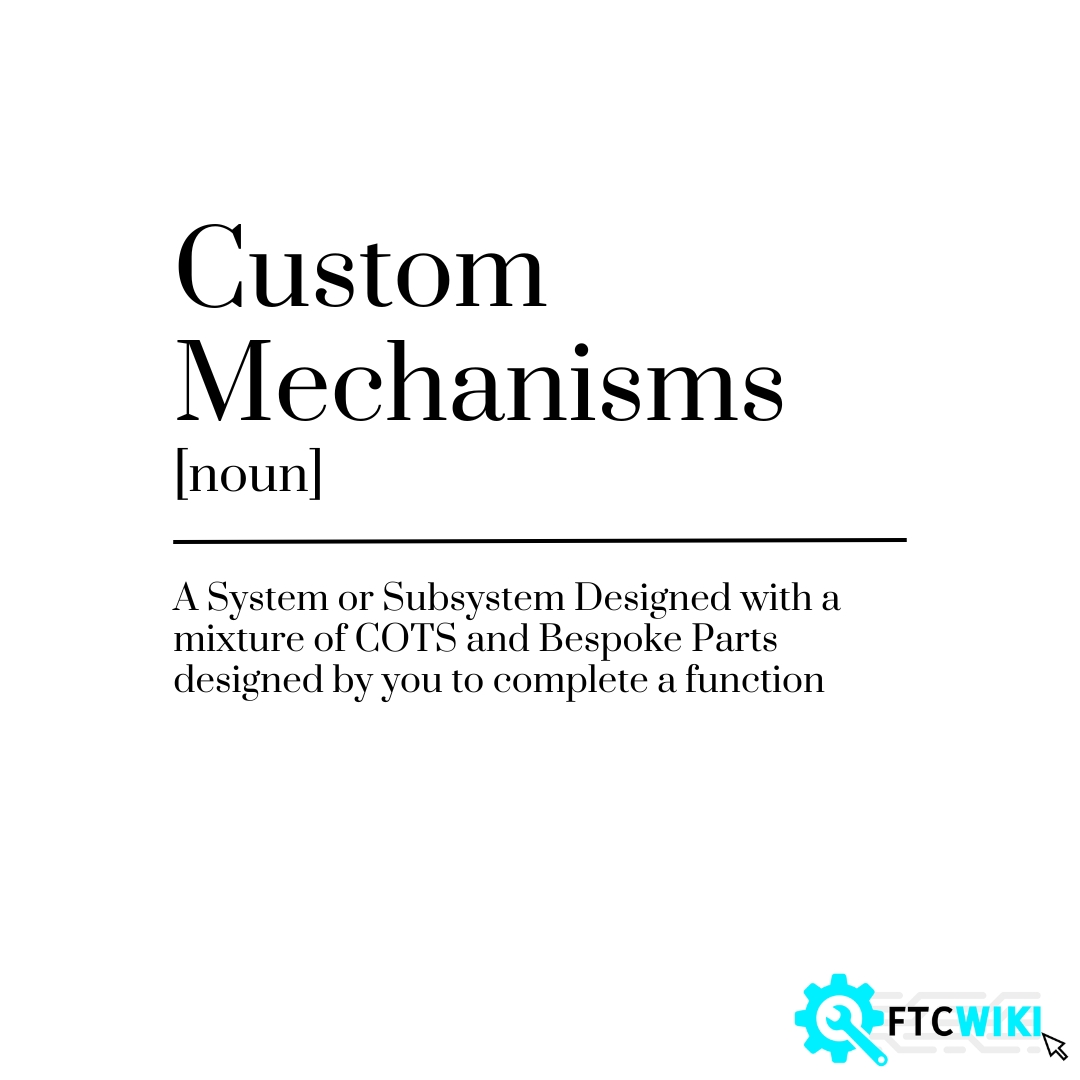 Custom
Mechanisms
[noun]
A System or Subsystem Designed with a
mixture of COTS and Bespoke Parts
designed by you to complete a function
FTCWIKI